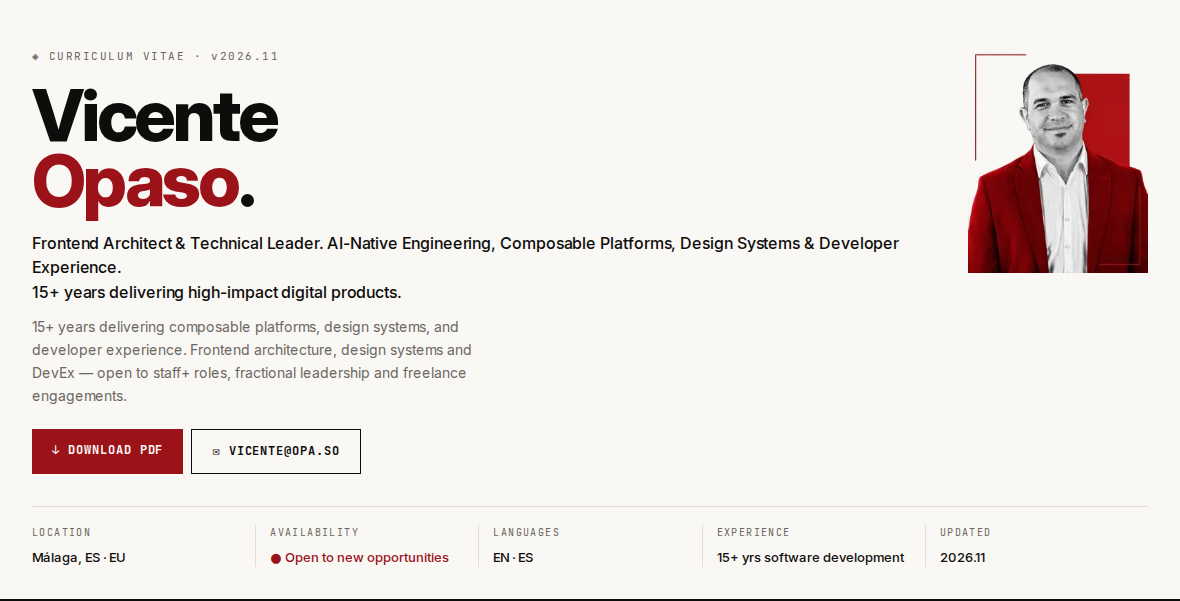 ◈ CURRICULUM VITAE · v2026.11
Vicente
Opaso.
Frontend Architect & Technical Leader. AI-Native Engineering, Composable Platforms, Design Systems & Developer
Experience.
15+ years delivering high-impact digital products.
15+ years delivering composable platforms, design systems, and
developer experience. Frontend architecture, design systems and
DevEx — open to staff+ roles, fractional leadership and freelance
engagements.
↓ DOWNLOAD PDF
✉ VICENTE@OPA.SO
LOCATION
Málaga, ES · EU
AVAILABILITY
● Open to new opportunities
LANGUAGES
EN · ES
EXPERIENCE
15+ yrs software development
UPDATED
2026.11